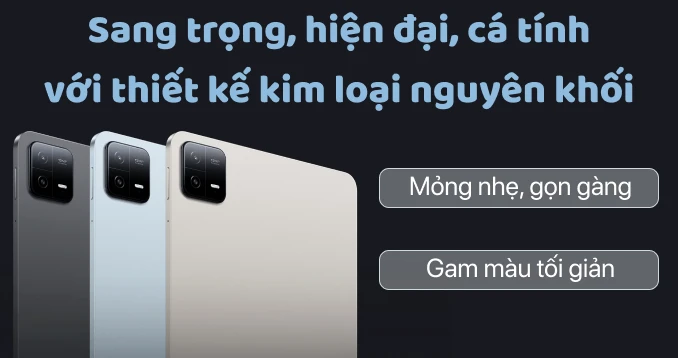 Sang trọng, hiện đại, cá tính
với thiết kế kim loại nguyên khối
Mỏng nhẹ, gọn gàng
Gam màu tối giản